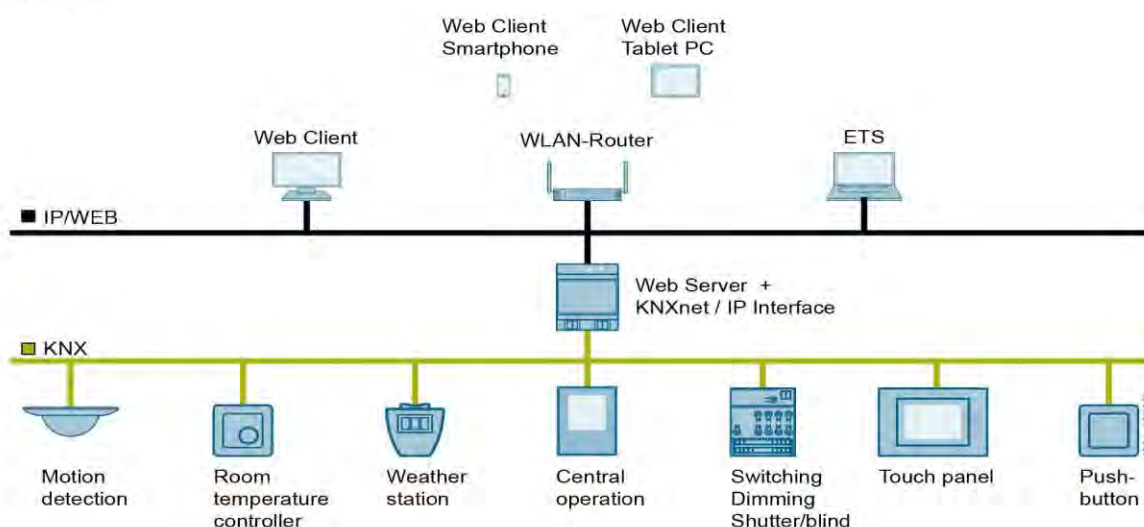 Web Client
Smartphone
Web Client
Tablet PC
Web Client
WLAN-Router
ETS
IP/WEB
Web Server +
KNXnet / IP Interface
KNX
Motion
detection
Room
temperature
controller
Weather
station
Central
operation
Switching
Dimming
Shutter/blind
Touch panel
Push-
button